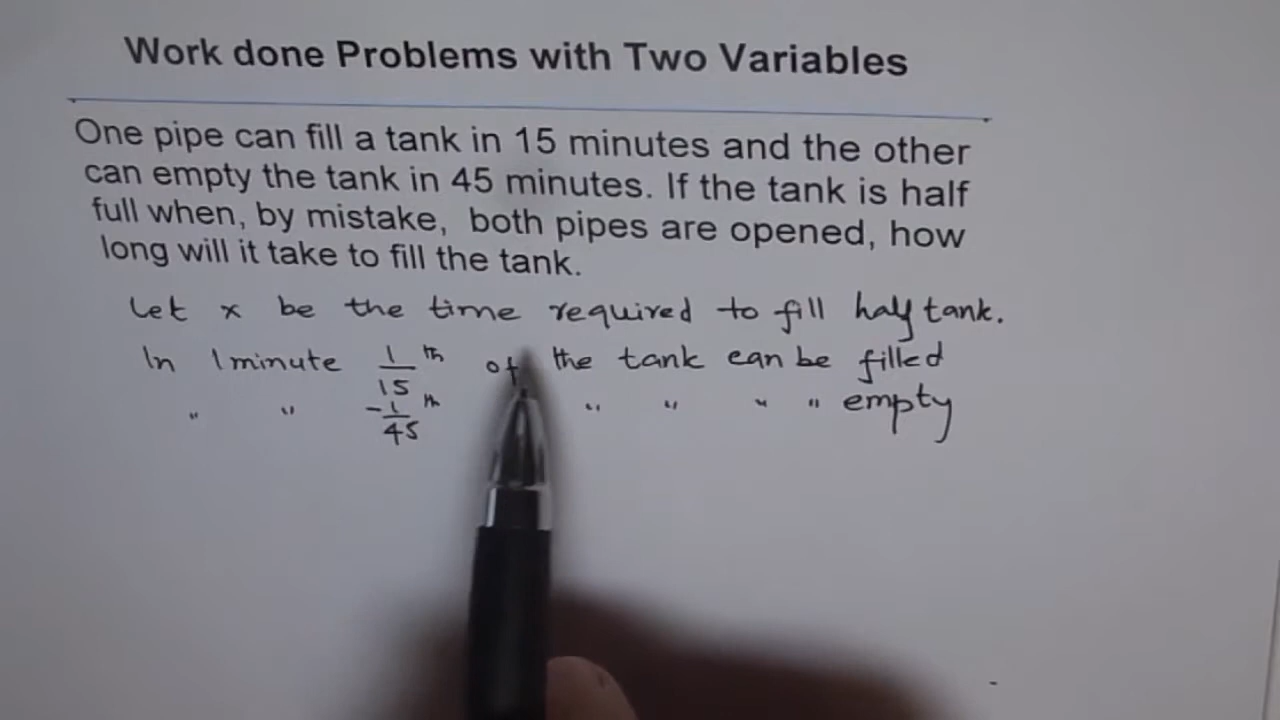 Work done Problems with Two Variables
One pipe can fill a tank in 15 minutes and the other
can empty the tank in 45 minutes. If the tank is half
full when, by mistake, both pipes are opened, how
long will it take to fill the tank.
Let x be the time required to fill half tank.
In 1 minute 1/15 th of the tank can be filled
" " -1/45 th " " " " empty